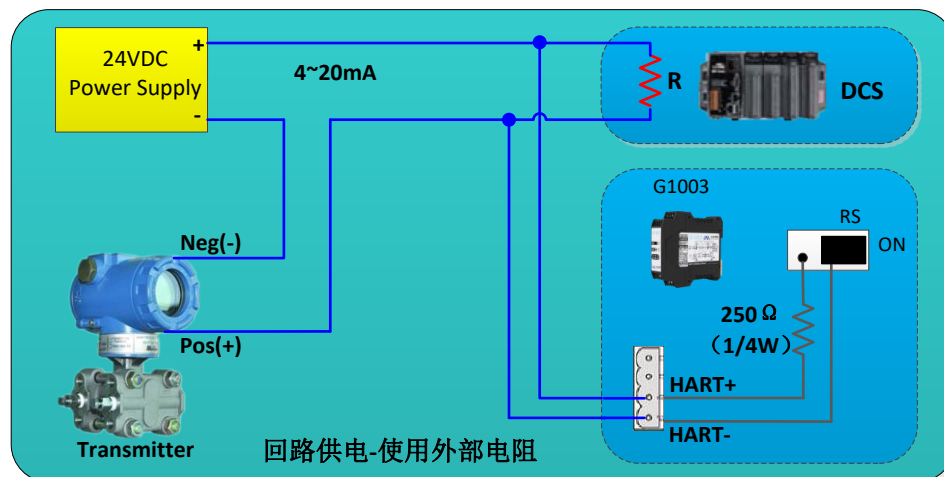 24VDC
Power Supply
+
-
4~20mA
R
DCS
G1003
RS
ON
Neg(-)
Pos(+)
250Ω
（1/4W）
HART+
HART-
Transmitter
回路供电-使用外部电阻